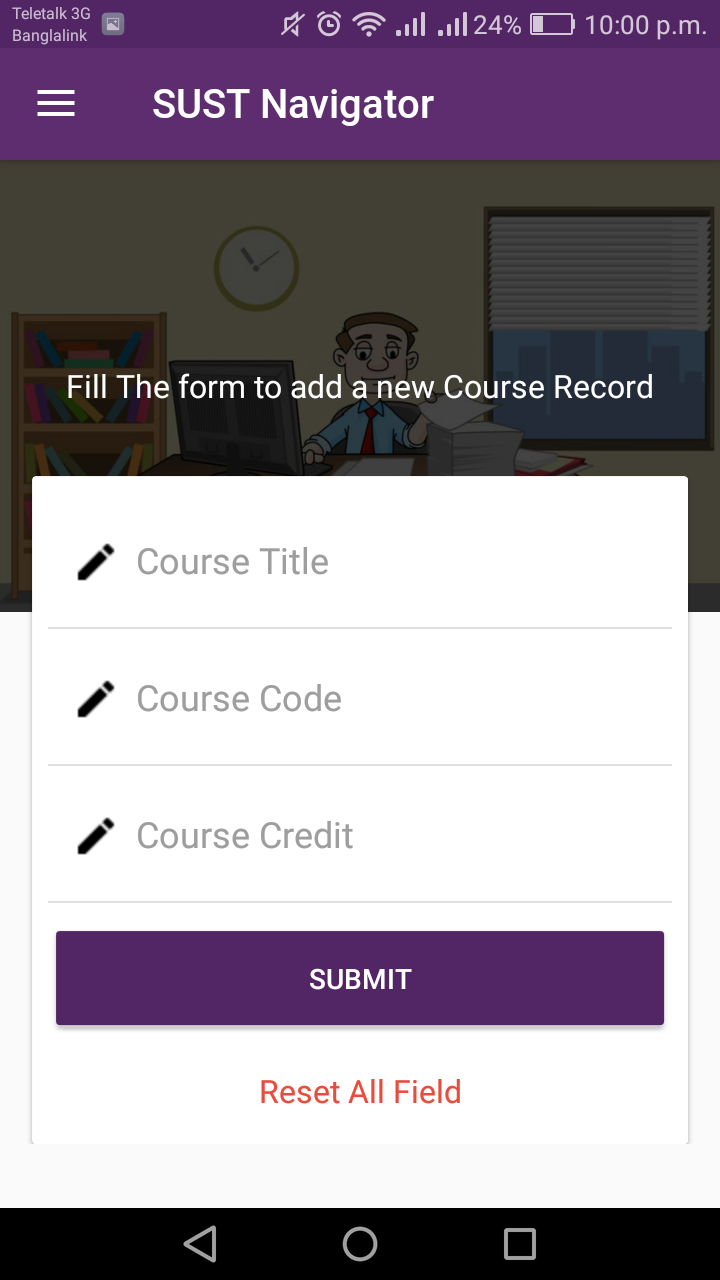 Teletalk 3G
Banglalink
24% 10:00 p.m.
SUST Navigator
Fill The form to add a new Course Record
Course Title
Course Code
Course Credit
SUBMIT
Reset All Field